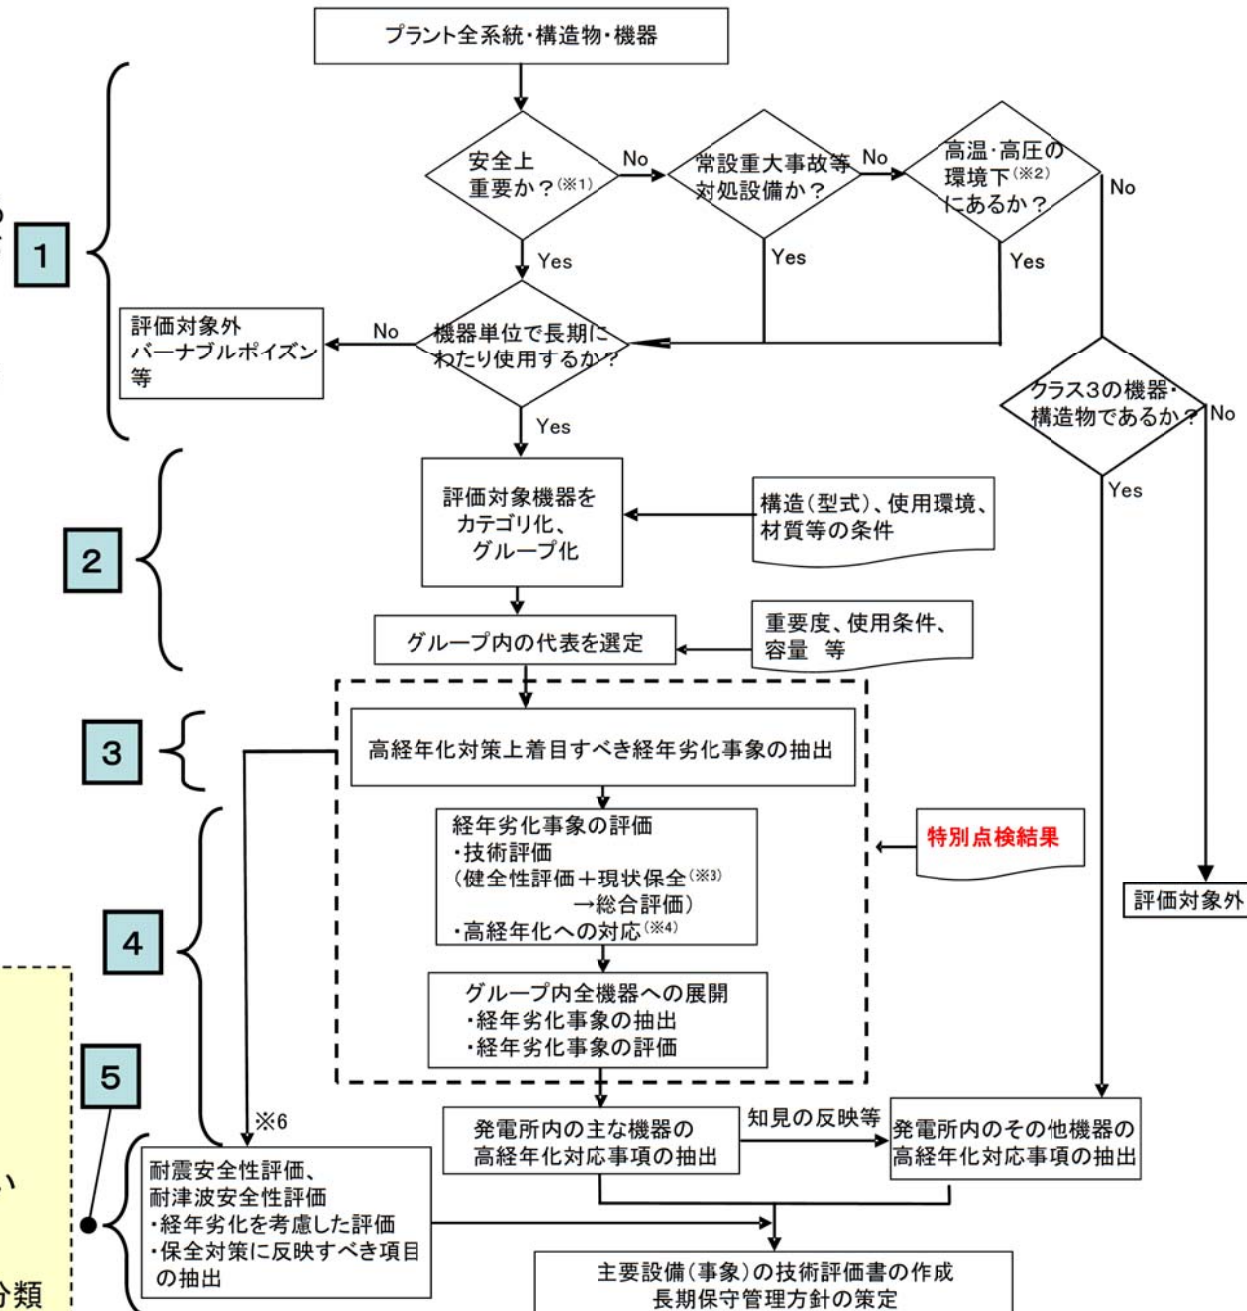 プラント全系統・構造物・機器
安全上
重要か？(※1)
No
常設重大事故等
対処設備か？
No
高温・高圧の
環境下(※2)
にあるか？
No
1
Yes
Yes
Yes
評価対象外
バーナブルポイズン
等
No
機器単位で長期に
わたり使用するか？
クラス3の機器・
構造物であるか？
No
Yes
Yes
2
評価対象機器を
カテゴリ化、
グループ化
構造(型式)、使用環境、
材質等の条件
グループ内の代表を選定
重要度、使用条件、
容量 等
3
高経年化対策上着目すべき経年劣化事象の抽出
4
経年劣化事象の評価
・技術評価
(健全性評価＋現状保全(※3)
→総合評価)
・高経年化への対応(※4)
特別点検結果
評価対象外
グループ内全機器への展開
・経年劣化事象の抽出
・経年劣化事象の評価
5
※6
発電所内の主な機器の
高経年化対応事項の抽出
知見の反映等
発電所内のその他機器の
高経年化対応事項の抽出
耐震安全性評価、
耐津波安全性評価
・経年劣化を考慮した評価
・保全対策に反映すべき項目
の抽出
い
分類
主要設備(事象)の技術評価書の作成
長期保守管理方針の策定